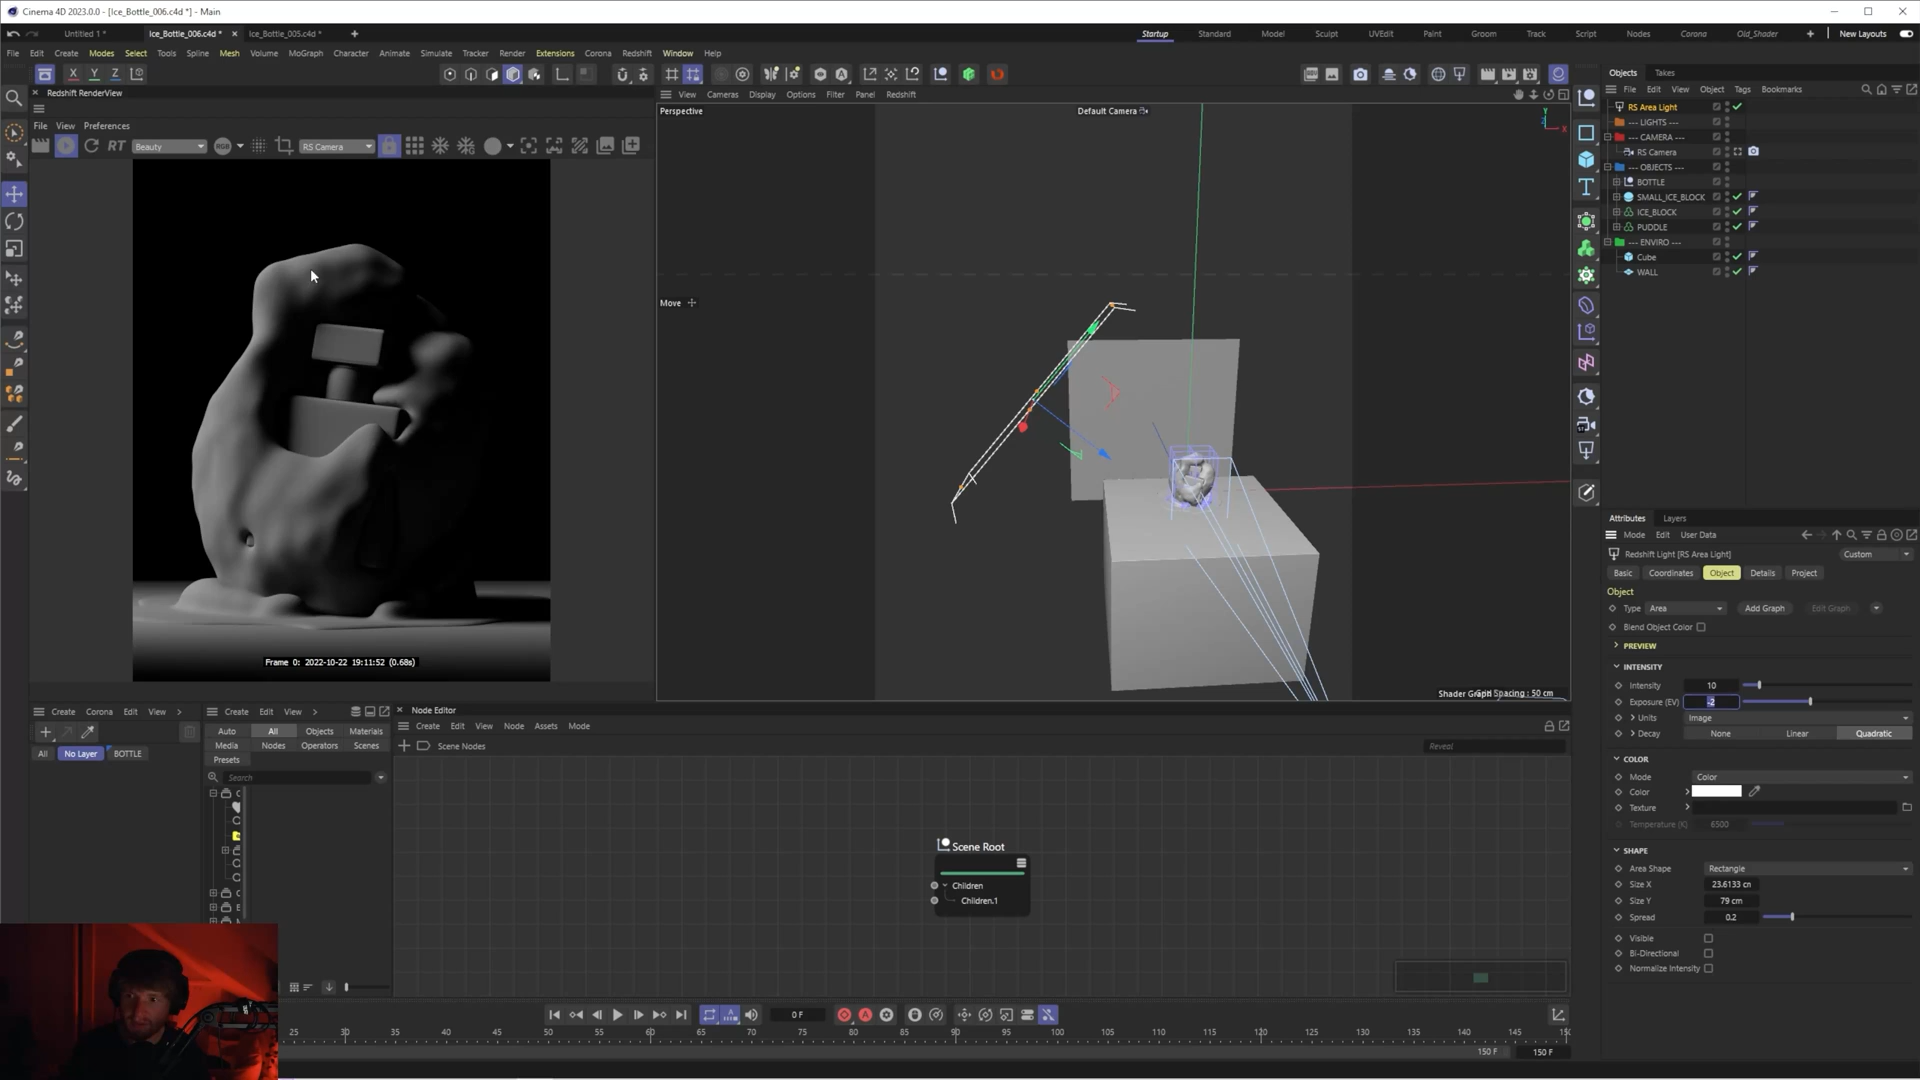 Cinema 4D 2023.0.0 - [Ice_Bottle_006.c4d *] - Main
Untitled 1 * Ice_Bottle_006.c4d * Ice_Bottle_005.c4d *
Startup Standard Model Sculpt UVEdit Paint Groom Track Script Nodes Corona Old_Shader New Layouts
File Edit Create Modes Select Tools Spline Mesh Volume MoGraph Character Animate Simulate Tracker Render Extensions Corona Redshift Window Help
X Y Z
Redshift RenderView
File View Preferences
RT Beauty RGB RS Camera
Frame 0: 2022-10-22 19:11:52 (0.68s)
View Cameras Display Options Filter Panel Redshift
Perspective
Default Camera
Y
X
Move
Objects Takes
File Edit View Object Tags Bookmarks
RS Area Light
--- LIGHTS ---
--- CAMERA ---
RS Camera
--- OBJECTS ---
BOTTLE
SMALL_ICE_BLOCK
ICE_BLOCK
PUDDLE
--- ENVIRO ---
Cube
WALL
Attributes Layers
Mode Edit User Data
Redshift Light [RS Area Light] Custom
Basic Coordinates Object Details Project
Object
Type Area Add Graph Edit Graph
Blend Object Color
PREVIEW
INTENSITY
Intensity 10
Exposure (EV) -2
Units Image
Decay None Linear Quadratic
COLOR
Mode Color
Color
Texture
Temperature (K) 6500
SHAPE
Area Shape Rectangle
Size X 23.6133 cm
Size Y 79 cm
Spread 0.2
Visible
Bi-Directional
Normalize Intensity
Create Corona Edit View
All No Layer BOTTLE
Create Edit View
Auto All Objects Materials
Media Nodes Operators Scenes
Presets
Search
Node Editor
Create Edit View Node Assets Mode
Scene Nodes
Reveal
Scene Root
Children
Children.1
0 F
25 30 35 40 45 50 55 60 65 70 75 80 85 90 95 100 105 110 115 120 125 130 135 140 145 150
150 F 150 F